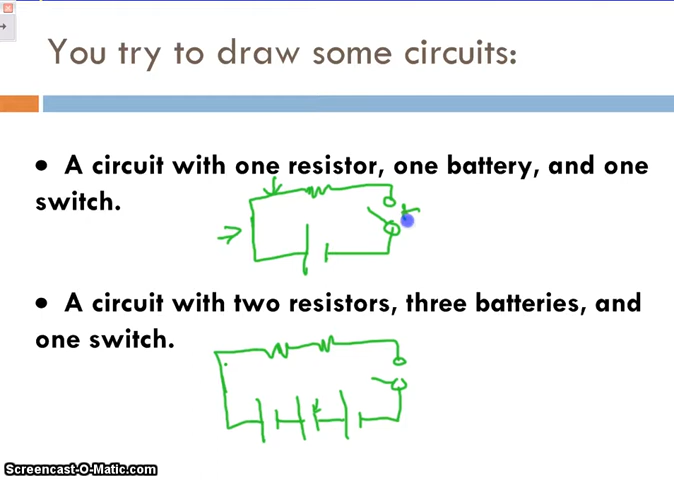 You try to draw some circuits:
• A circuit with one resistor, one battery, and one
switch.
• A circuit with two resistors, three batteries, and
one switch.
Screencast-O-Matic.com